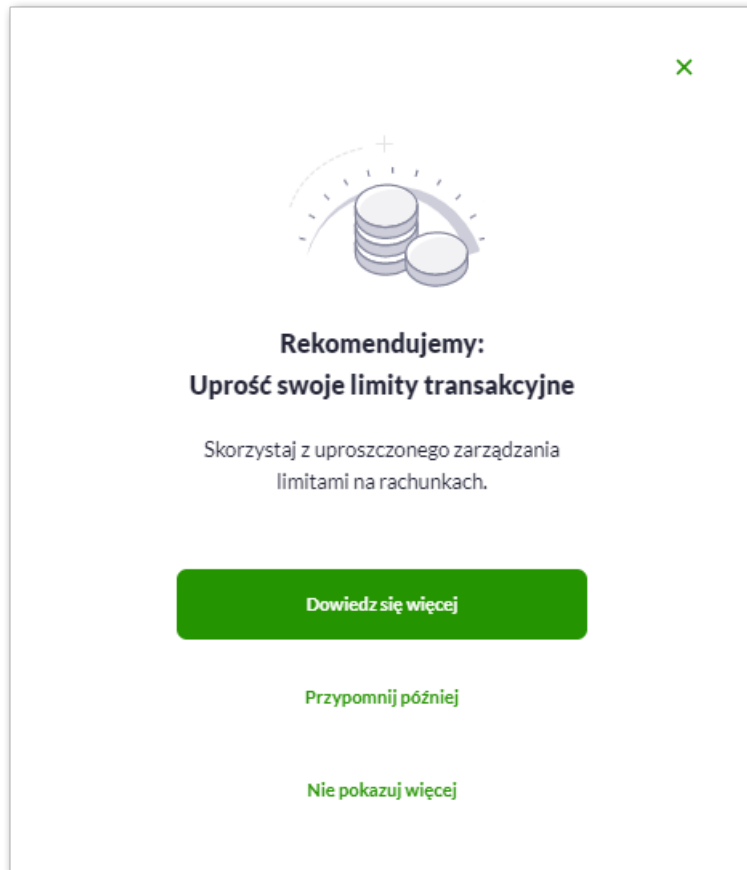 Rekomendujemy:
Uprość swoje limity transakcyjne
Skorzystaj z uproszczonego zarządzania
limitami na rachunkach.
Dowiedz się więcej
Przypomnij później
Nie pokazuj więcej